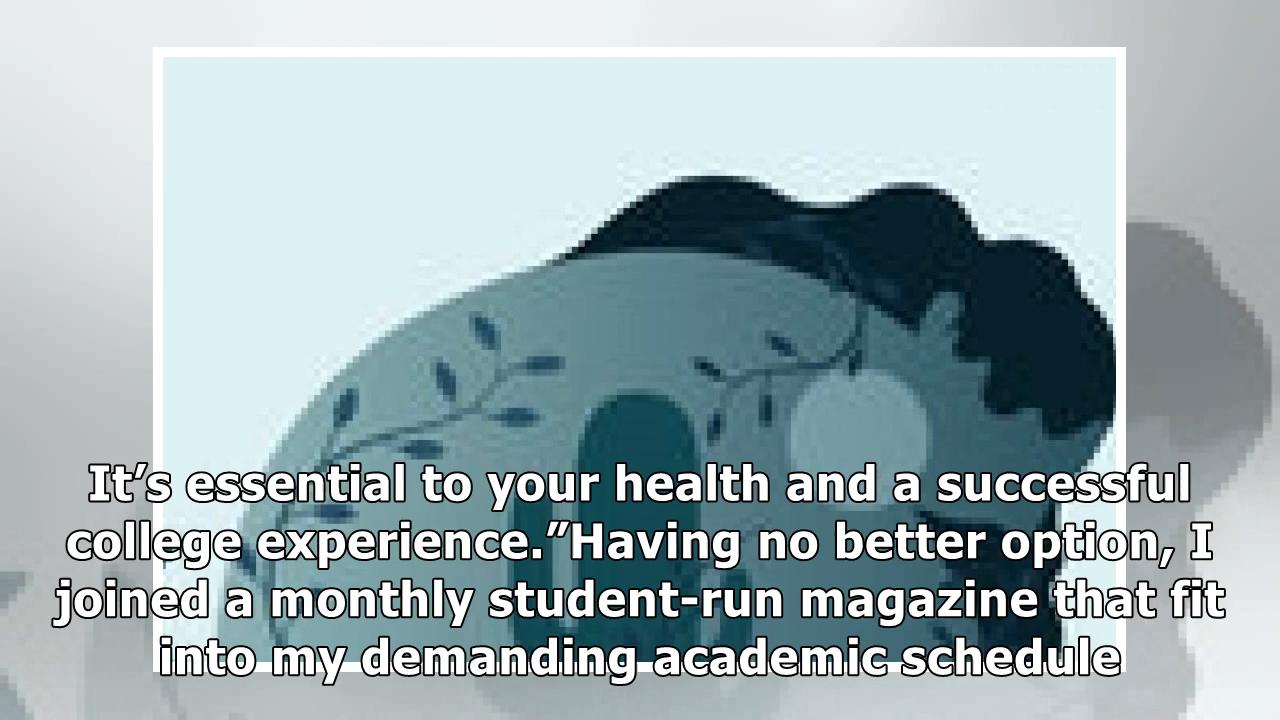 It’s essential to your health and a successful
college experience.”Having no better option, I
joined a monthly student-run magazine that fit
into my demanding academic schedule